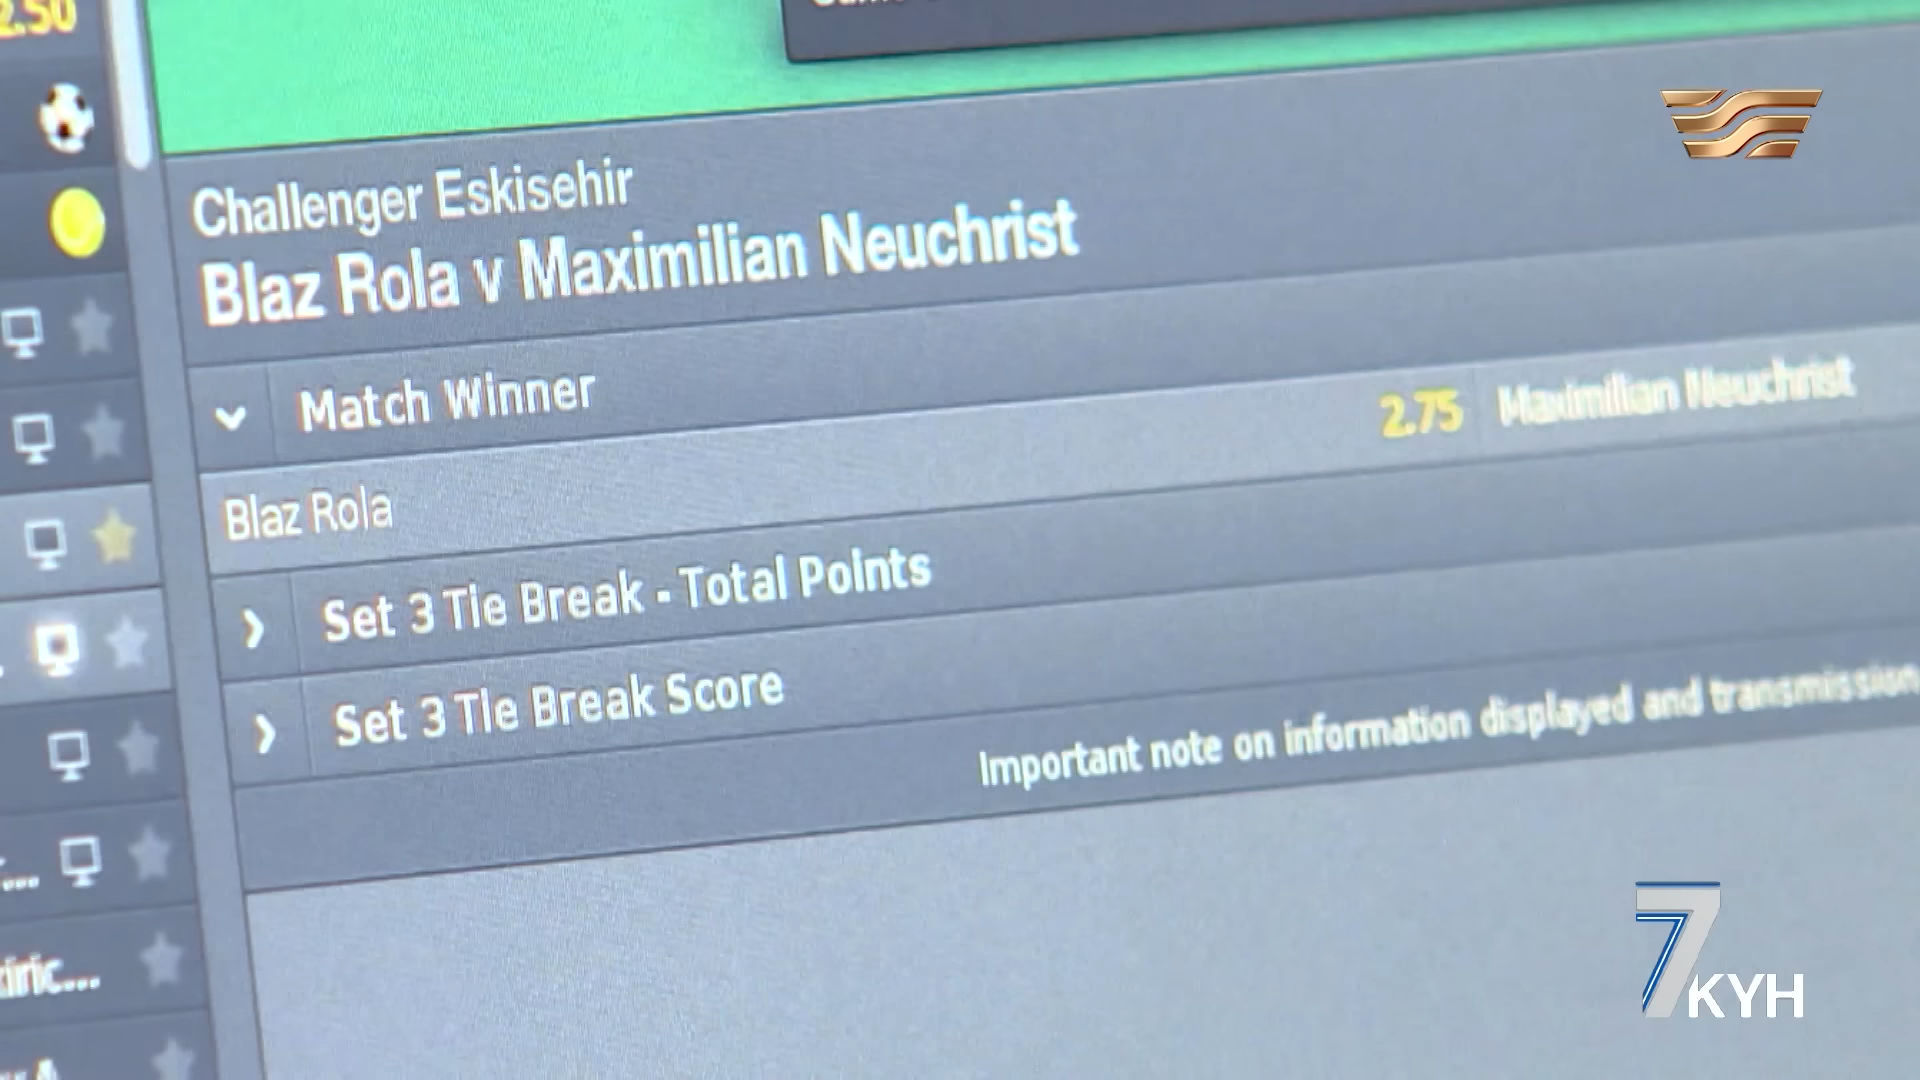 2.50
Challenger Eskisehir
Blaz Rola v Maximilian Neuchrist
Match Winner
Blaz Rola 2.75 Maximilian Neuchrist
Set 3 Tie Break - Total Points
Set 3 Tie Break Score
Important note on information displayed and transmission
7 КҮН